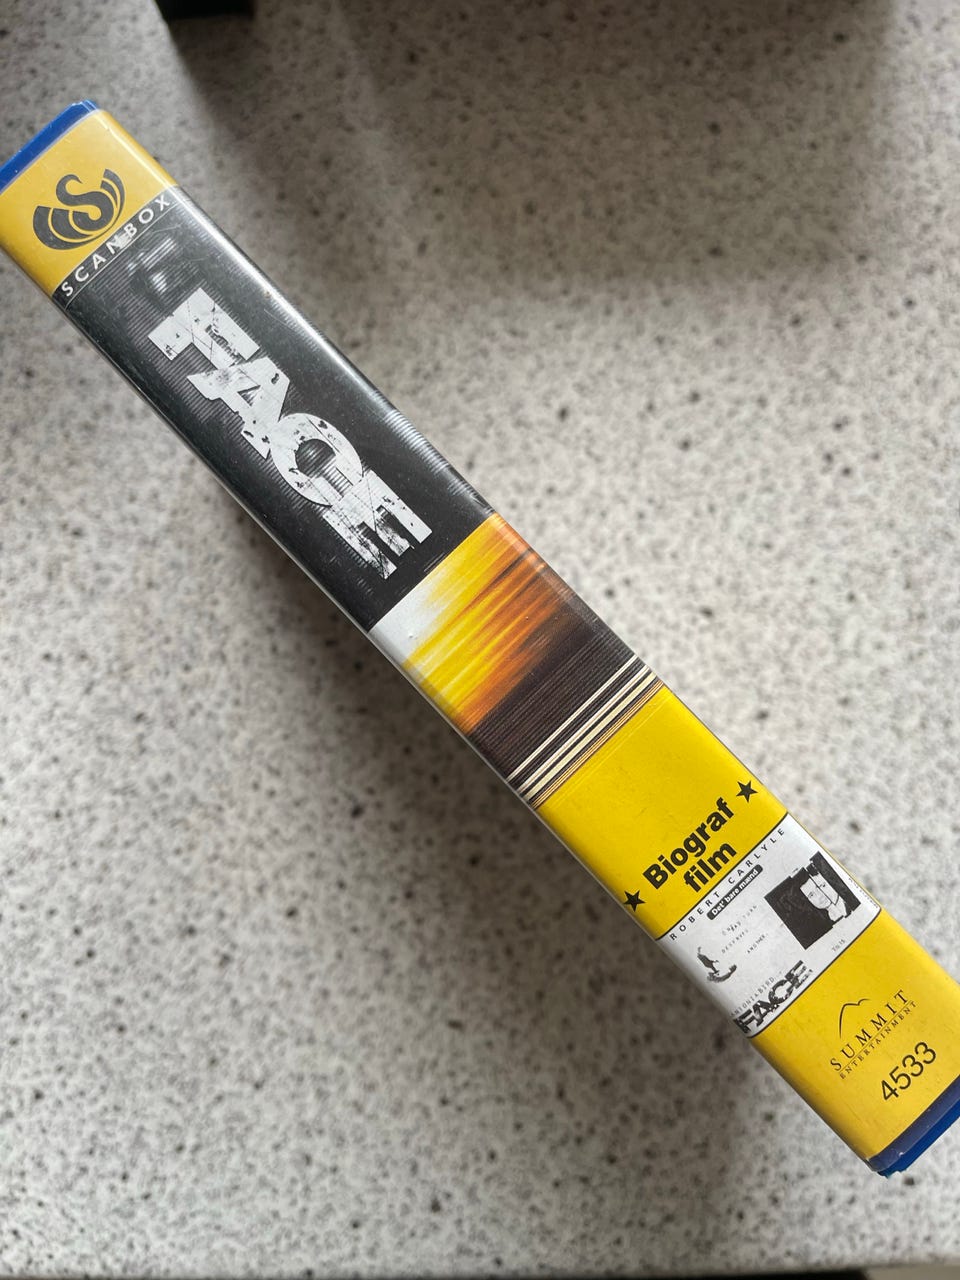 SCANBOX
FACE
★ Biograf ★
film
ROBERT CARLYLE
Det' bare mænd
FACE
SUMMIT
ENTERTAINMENT
4533